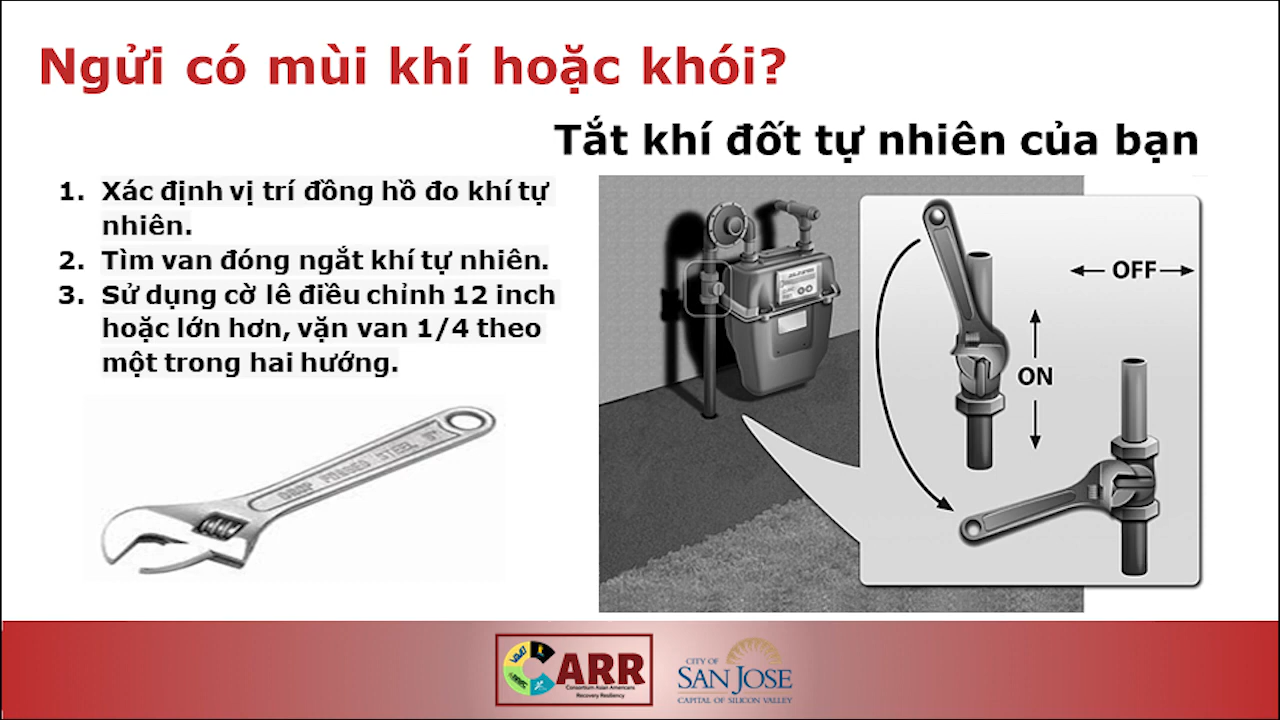 Ngửi có mùi khí hoặc khói?
Tắt khí đốt tự nhiên của bạn
1. Xác định vị trí đồng hồ đo khí tự
nhiên.
2. Tìm van đóng ngắt khí tự nhiên.
3. Sử dụng cờ lê điều chỉnh 12 inch
hoặc lớn hơn, vặn van 1/4 theo
một trong hai hướng.
DROP FORGED STEEL
OFF
ON
CARR
Consortium Asian Americans
Recovery Resiliency
CITY OF
SAN JOSE
CAPITAL OF SILICON VALLEY